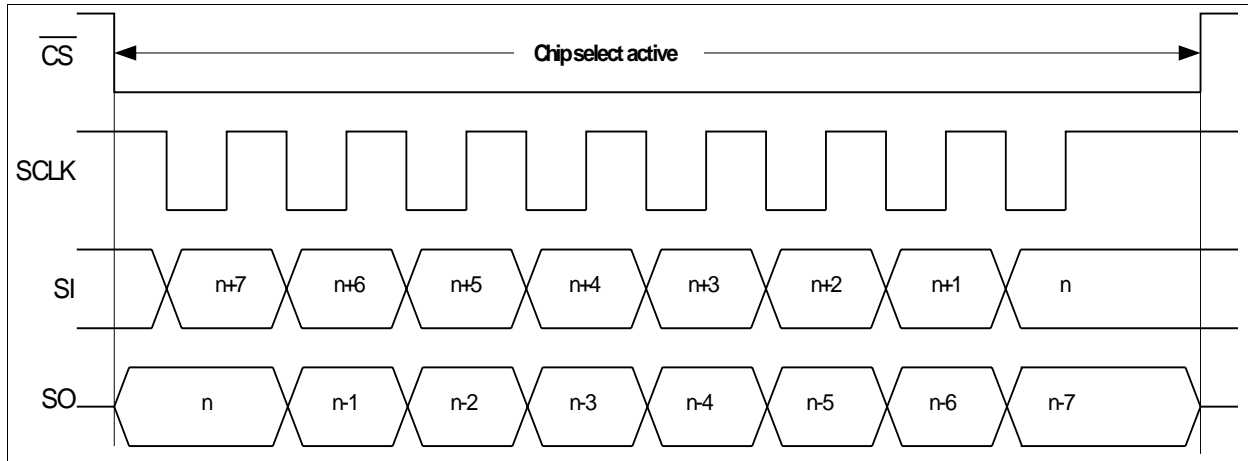 CS
Chip select active
SCLK
SI
n+7 n+6 n+5 n+4 n+3 n+2 n+1 n
SO
n n-1 n-2 n-3 n-4 n-5 n-6 n-7